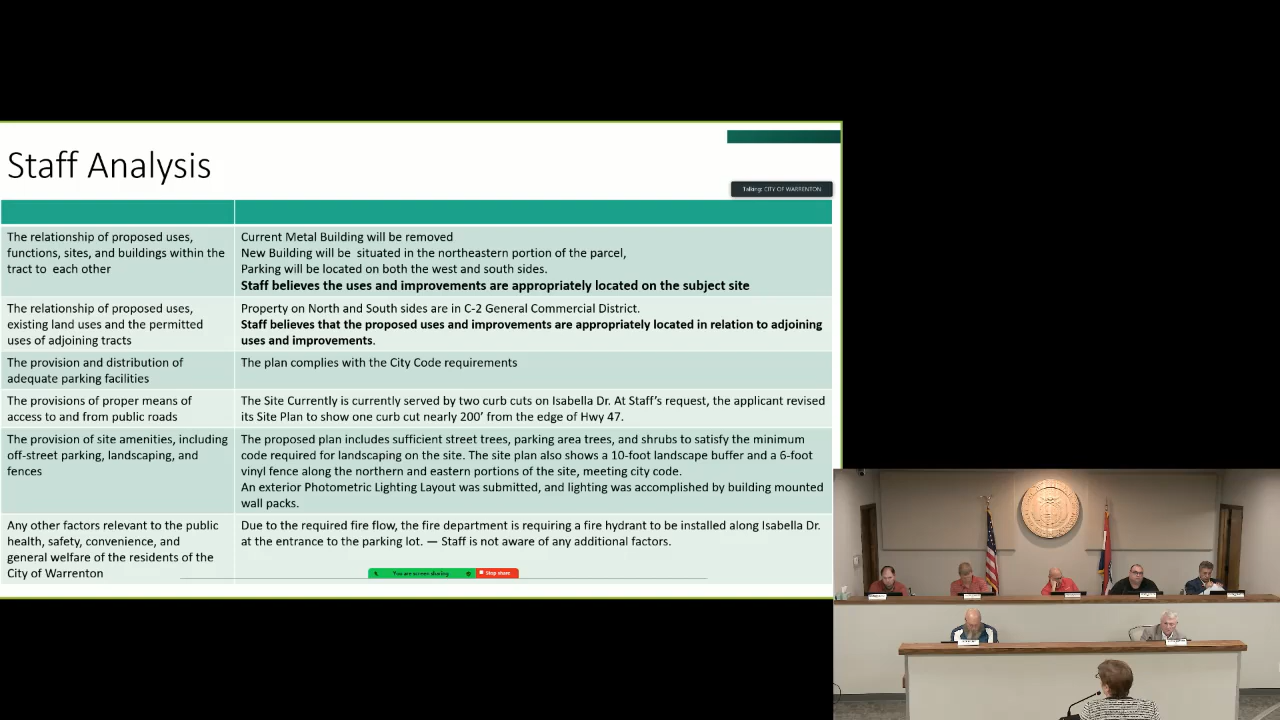 Staff Analysis
Talking: CITY OF WARRENTON
The relationship of proposed uses,
functions, sites, and buildings within the
tract to each other
Current Metal Building will be removed
New Building will be situated in the northeastern portion of the parcel,
Parking will be located on both the west and south sides.
Staff believes the uses and improvements are appropriately located on the subject site
The relationship of proposed uses,
existing land uses and the permitted
uses of adjoining tracts
Property on North and South sides are in C-2 General Commercial District.
Staff believes that the proposed uses and improvements are appropriately located in relation to adjoining
uses and improvements.
The provision and distribution of
adequate parking facilities
The plan complies with the City Code requirements
The provisions of proper means of
access to and from public roads
The Site Currently is currently served by two curb cuts on Isabella Dr. At Staff's request, the applicant revised
its Site Plan to show one curb cut nearly 200' from the edge of Hwy 47.
The provision of site amenities, including
off-street parking, landscaping, and
fences
The proposed plan includes sufficient street trees, parking area trees, and shrubs to satisfy the minimum
code required for landscaping on the site. The site plan also shows a 10-foot landscape buffer and a 6-foot
vinyl fence along the northern and eastern portions of the site, meeting city code.
An exterior Photometric Lighting Layout was submitted, and lighting was accomplished by building mounted
wall packs.
Any other factors relevant to the public
health, safety, convenience, and
general welfare of the residents of the
City of Warrenton
Due to the required fire flow, the fire department is requiring a fire hydrant to be installed along Isabella Dr.
at the entrance to the parking lot. — Staff is not aware of any additional factors.
You are screen sharing
Stop share